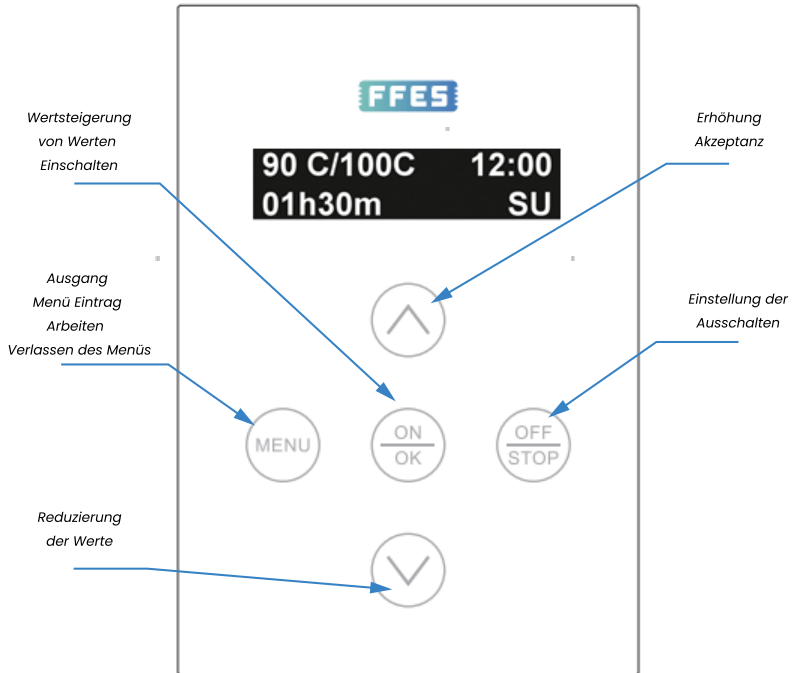 FFES
Wertsteigerung
von Werten
Einschalten
Erhöhung
Akzeptanz
90 C/100C 12:00
01h30m SU
Ausgang
Menü Eintrag
Arbeiten
Verlassen des Menüs
Einstellung der
Ausschalten
MENU
ON
OK
OFF
STOP
Reduzierung
der Werte